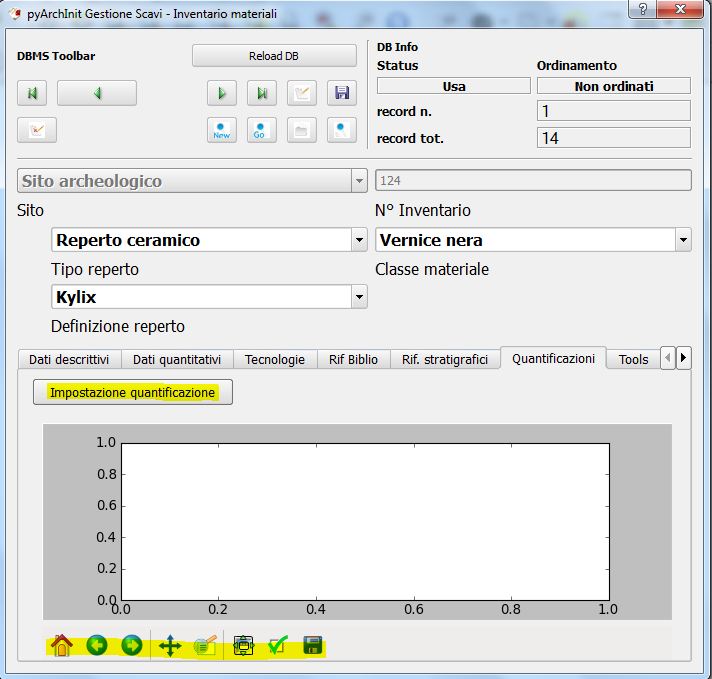 pyArchInit Gestione Scavi - Inventario materiali
DBMS Toolbar
Reload DB
DB Info
Status
Ordinamento
Usa
Non ordinati
record n.
1
record tot.
14
New
Go
Sito archeologico
124
Sito
N° Inventario
Reperto ceramico
Vernice nera
Tipo reperto
Classe materiale
Kylix
Definizione reperto
Dati descrittivi
Dati quantitativi
Tecnologie
Rif Biblio
Rif. stratigrafici
Quantificazioni
Tools
Impostazione quantificazione
1.0
0.8
0.6
0.4
0.2
0.0
0.0
0.2
0.4
0.6
0.8
1.0